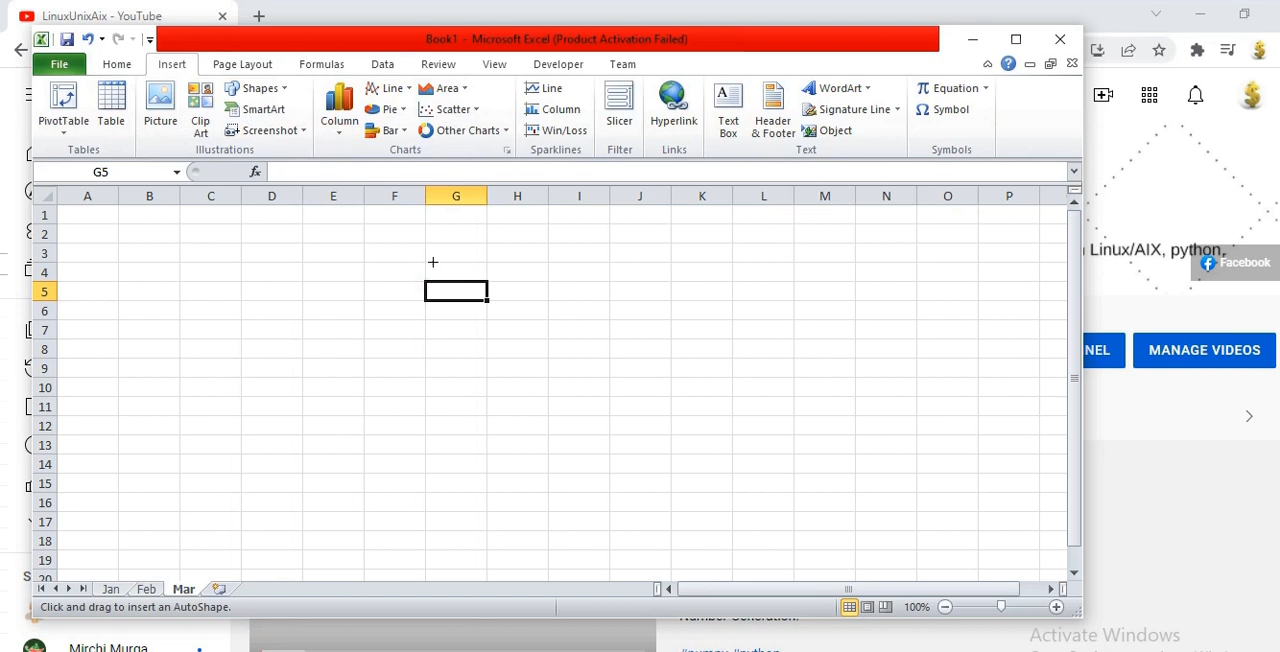 LinuxUnixAix - YouTube
Book1 - Microsoft Excel (Product Activation Failed)
File Home Insert Page Layout Formulas Data Review View Developer Team
PivotTable Table Picture Clip Art Shapes SmartArt Screenshot Column Line Pie Bar Area Scatter Other Charts Line Column Win/Loss Slicer Hyperlink Text Box Header & Footer WordArt Signature Line Object Equation Symbol
Tables Illustrations Charts Sparklines Filter Links Text Symbols
G5 fx
A B C D E F G H I J K L M N O P
1
2
3
4
5
6
7
8
9
10
11
12
13
14
15
16
17
18
19
20
Linux/AIX, python,
Facebook
NEL MANAGE VIDEOS
Jan Feb Mar
Click and drag to insert an AutoShape. 100%
Activate Windows
Mirchi Murga
#numpy #python